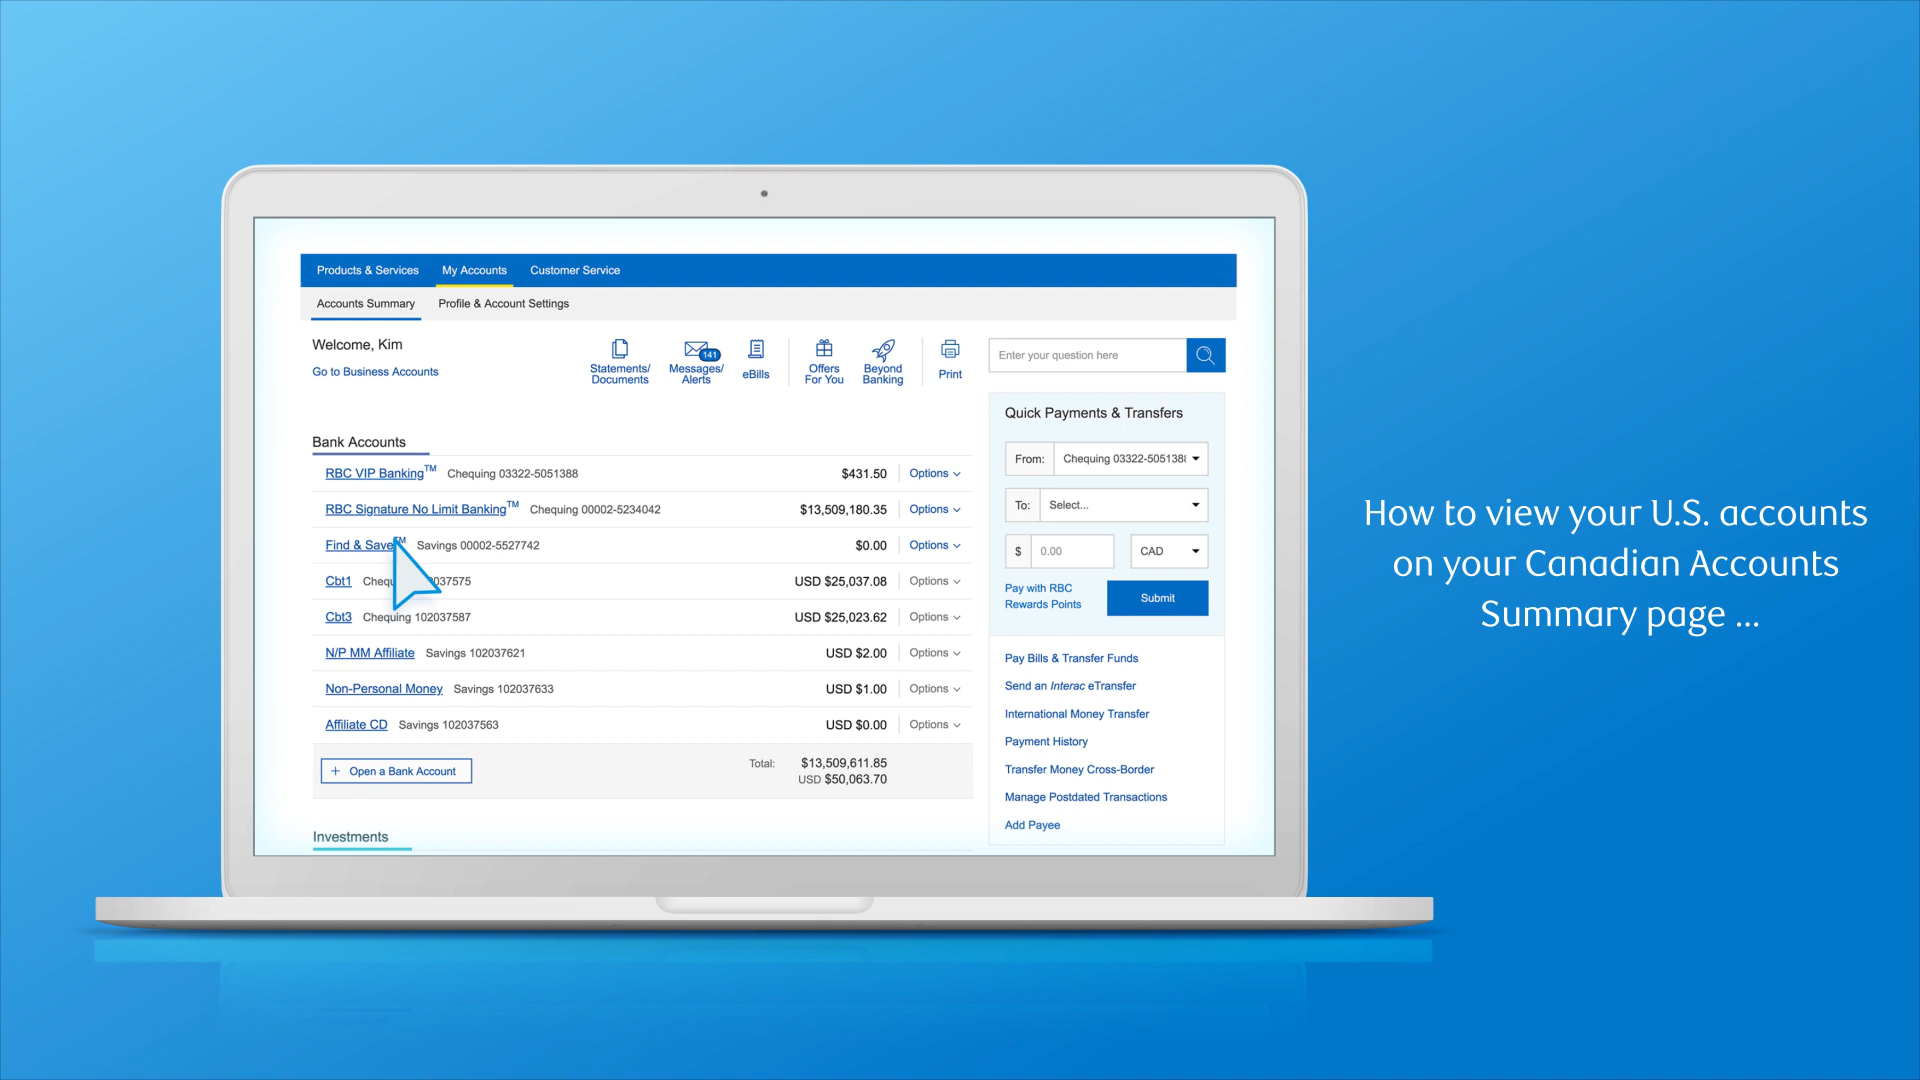 Products & Services My Accounts Customer Service
Accounts Summary Profile & Account Settings
Welcome, Kim
Go to Business Accounts
Statements/
Documents
141
Messages/
Alerts
eBills
Offers
For You
Beyond
Banking
Print
Enter your question here
Bank Accounts
RBC VIP Banking™ Chequing 03322-5051388 $431.50 Options
RBC Signature No Limit Banking™ Chequing 00002-5234042 $13,509,180.35 Options
Find & Save Savings 00002-5527742 $0.00 Options
Cbt1 USD $25,037.08 Options
Cbt3 Chequing 102037587 USD $25,023.62 Options
N/P MM Affiliate Savings 102037621 USD $2.00 Options
Non-Personal Money Savings 102037633 USD $1.00 Options
Affiliate CD Savings 102037563 USD $0.00 Options
+ Open a Bank Account Total: $13,509,611.85
USD $50,063.70
Investments
Quick Payments & Transfers
From: Chequing 03322-505138
To: Select...
$ 0.00 CAD
Pay with RBC
Rewards Points
Submit
Pay Bills & Transfer Funds
Send an Interac eTransfer
International Money Transfer
Payment History
Transfer Money Cross-Border
Manage Postdated Transactions
Add Payee
How to view your U.S. accounts
on your Canadian Accounts
Summary page ...